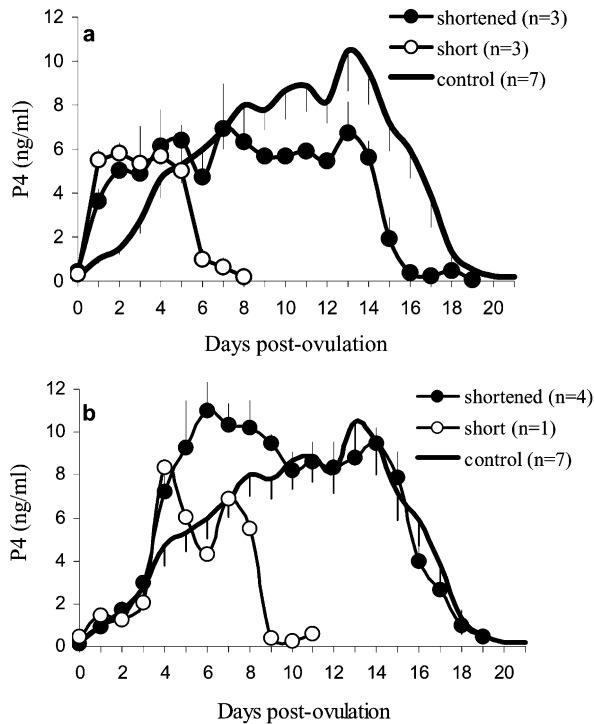 a
shortened (n=3)
short (n=3)
control (n=7)
P4 (ng/ml)
12
10
8
6
4
2
0
0 2 4 6 8 10 12 14 16 18 20
Days post-ovulation
b
shortened (n=4)
short (n=1)
control (n=7)
P4 (ng/ml)
12
10
8
6
4
2
0
0 2 4 6 8 10 12 14 16 18 20
Days post-ovulation